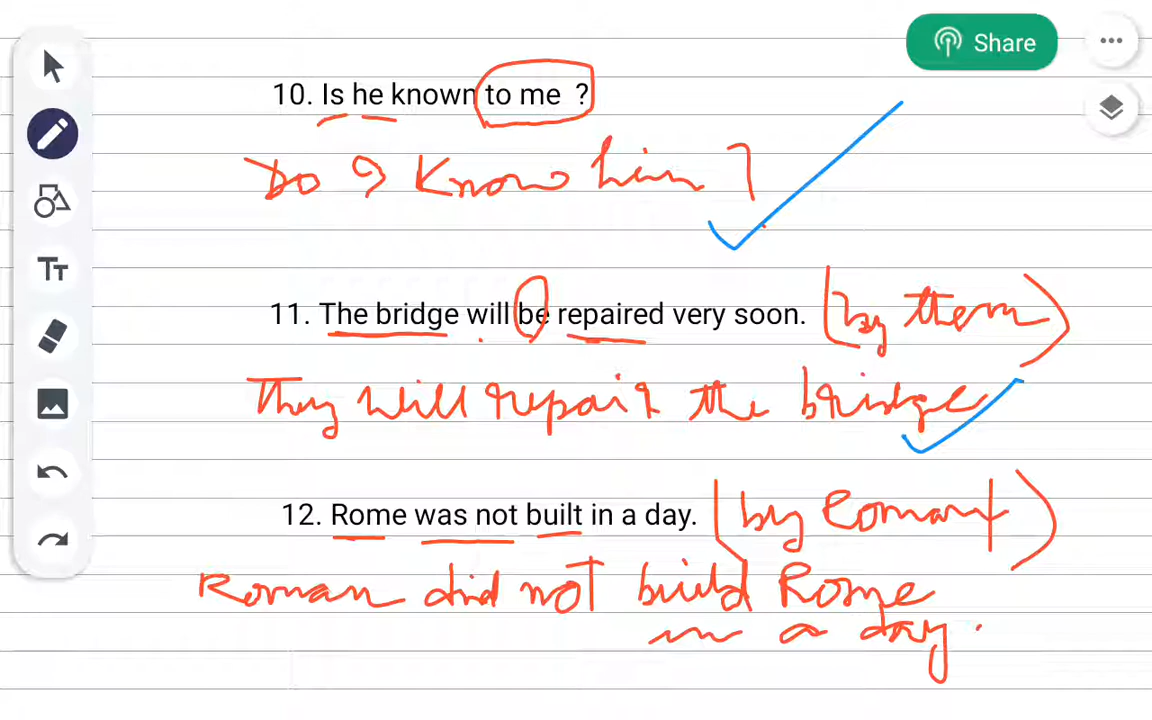 Share
10. Is he known to me ?
Do I Know him ?
11. The bridge will be repaired very soon. (by them)
They will repair the bridge
12. Rome was not built in a day. (by Romans)
Roman did not build Rome
in a day.